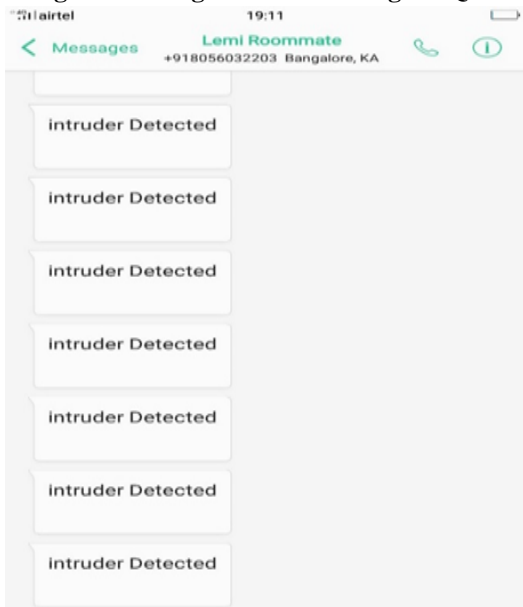 airtel 19:11
Messages Lemi Roommate
+918056032203 Bangalore, KA
intruder Detected
intruder Detected
intruder Detected
intruder Detected
intruder Detected
intruder Detected
intruder Detected